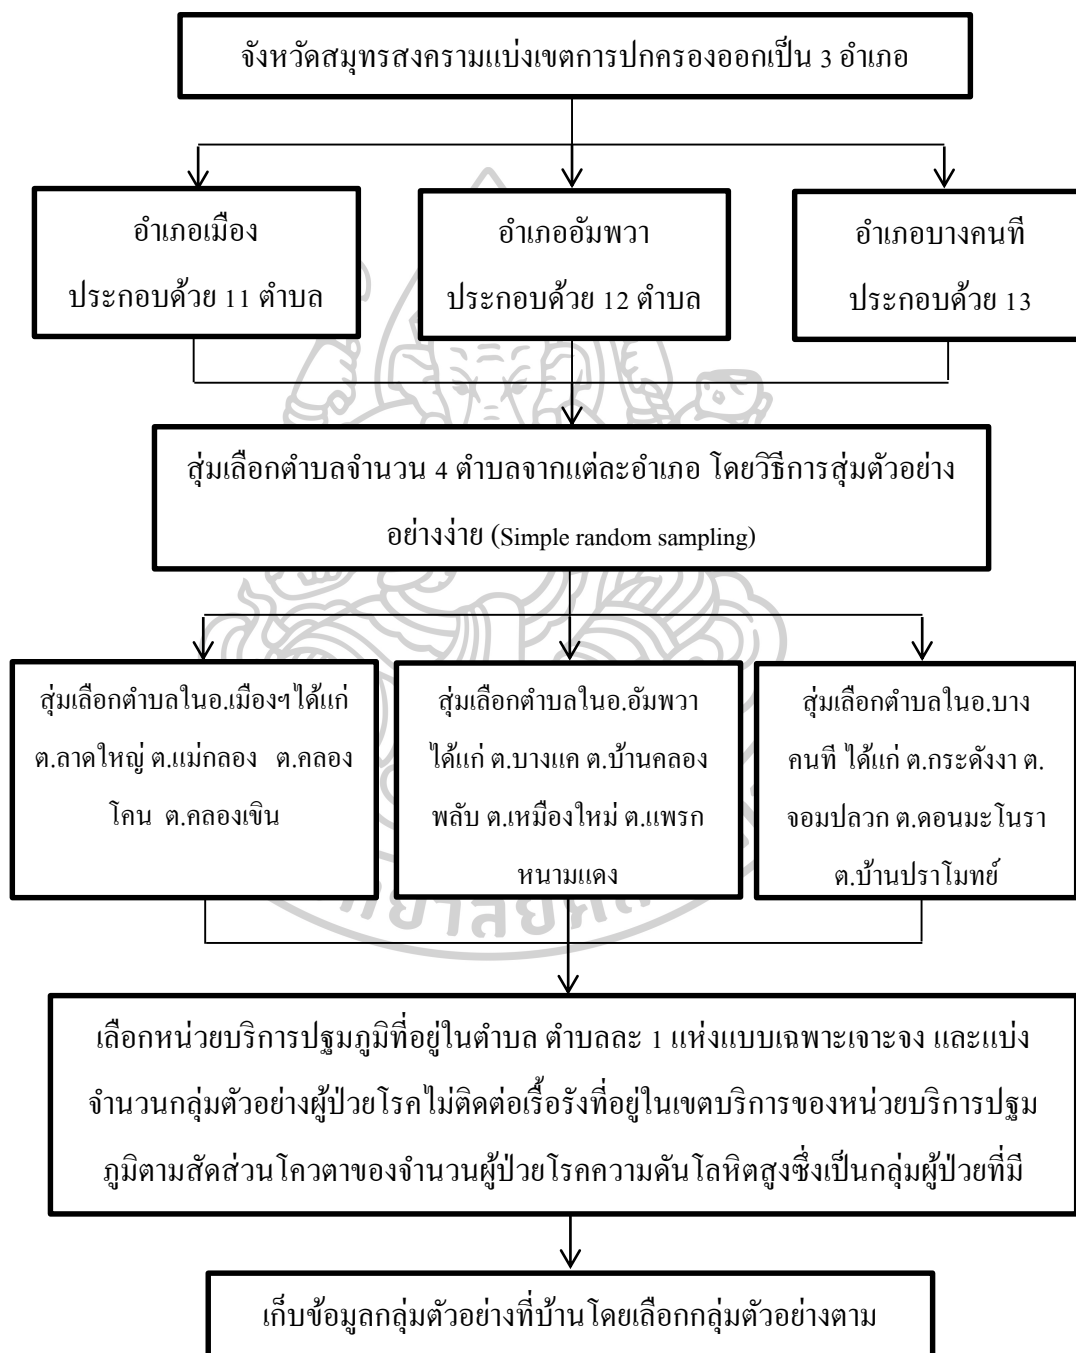 จังหวัดสมุทรสงครามแบ่งเขตการปกครองออกเป็น 3 อำเภอ
อำเภอเมือง
ประกอบด้วย 11 ตำบล
อำเภออัมพวา
ประกอบด้วย 12 ตำบล
อำเภอบางคนที
ประกอบด้วย 13
สุ่มเลือกตำบลจำนวน 4 ตำบลจากแต่ละอำเภอ โดยวิธีการสุ่มตัวอย่าง
อย่างง่าย (Simple random sampling)
สุ่มเลือกตำบลในอ.เมืองฯ ได้แก่
ต.ลาดใหญ่ ต.แม่กลอง ต.คลอง
โคน ต.คลองเขิน
สุ่มเลือกตำบลในอ.อัมพวา
ได้แก่ ต.บางแค ต.บ้านคลอง
พลับ ต.เหมืองใหม่ ต.แพรก
หนามแดง
สุ่มเลือกตำบลในอ.บาง
คนที ได้แก่ ต.กระดังงา ต.
จอมปลวก ต.ดอนมะโนรา
ต.บ้านปราโมทย์
เลือกหน่วยบริการปฐมภูมิที่อยู่ในตำบล ตำบลละ 1 แห่งแบบเฉพาะเจาะจง และแบ่ง
จำนวนกลุ่มตัวอย่างผู้ป่วยโรคไม่ติดต่อเรื้อรังที่อยู่ในเขตบริการของหน่วยบริการปฐม
ภูมิตามสัดส่วนโควตาของจำนวนผู้ป่วยโรคความดันโลหิตสูงซึ่งเป็นกลุ่มผู้ป่วยที่มี
เก็บข้อมูลกลุ่มตัวอย่างที่บ้านโดยเลือกกลุ่มตัวอย่างตาม